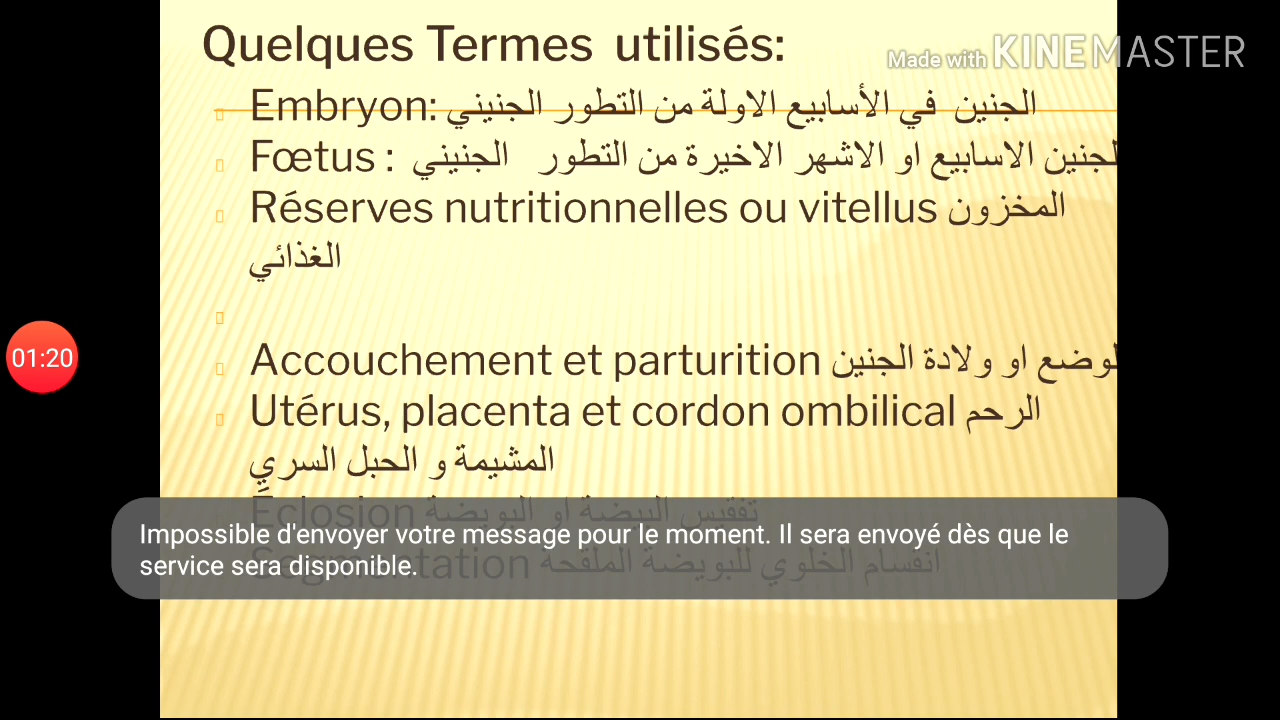 Quelques Termes utilisés:
Made with KINEMASTER
Embryon: الجنين في الأسابيع الاولة من التطور الجنيني
Fœtus : لجنين الاسابيع او الاشهر الاخيرة من التطور الجنيني
Réserves nutritionnelles ou vitellus المخزون
الغذائي
01:20
Accouchement et parturition لوضع او ولادة الجنين
Utérus, placenta et cordon ombilical الرحم
المشيمة و الحبل السري
Éclosion تفقيس البيضة او البويضة
Segmentation انقسام الخلوي للبويضة الملقحة
Impossible d'envoyer votre message pour le moment. Il sera envoyé dès que le
service sera disponible.